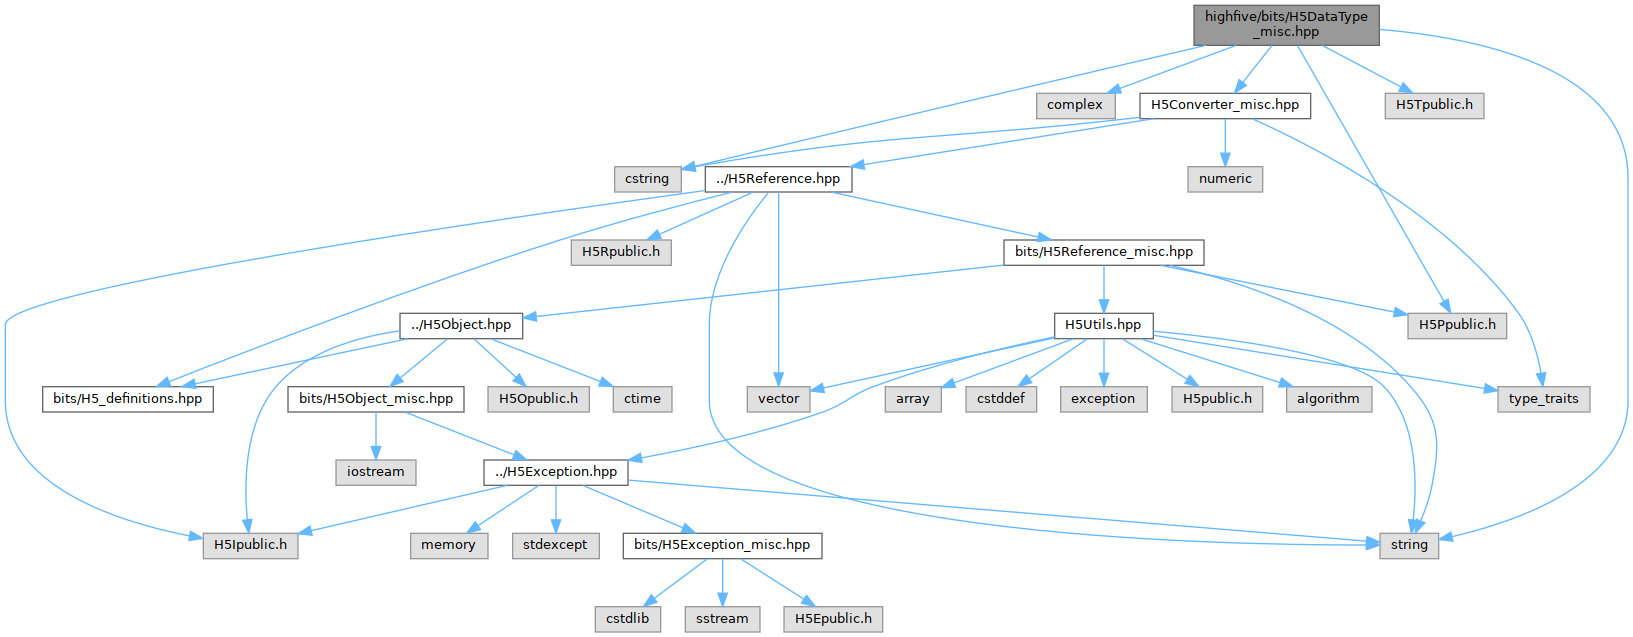 highfive/bits/H5DataType
_misc.hpp
complex
H5Converter_misc.hpp
H5Tpublic.h
cstring
../H5Reference.hpp
numeric
H5Rpublic.h
bits/H5Reference_misc.hpp
../H5Object.hpp
H5Utils.hpp
H5Ppublic.h
bits/H5_definitions.hpp
bits/H5Object_misc.hpp
H5Opublic.h
ctime
vector
array
cstddef
exception
H5public.h
algorithm
type_traits
iostream
../H5Exception.hpp
H5Ipublic.h
memory
stdexcept
bits/H5Exception_misc.hpp
string
cstdlib
sstream
H5Epublic.h